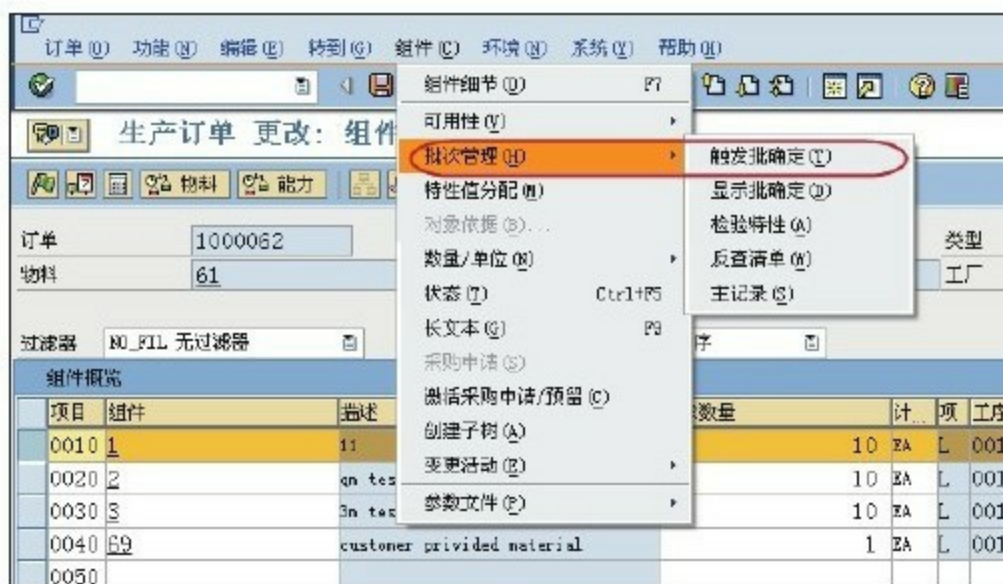 订单(O) 功能(N) 编辑(E) 转到(G) 组件(C) 环境(N) 系统(Y) 帮助(H)
生产订单 更改: 组件
物料 能力
订单 1000062 类型
物料 61 工厂
过滤器 NO_FIL 无过滤器 序
组件概览
项目 组件 描述 数量 计... 项 工序
0010 1 11 10 EA L 001
0020 2 qn tes 10 EA L 001
0030 3 3n tes 10 EA L 001
0040 69 customer privided material 1 EA L 001
0050
组件细节(U) F7
可用性(V)
批次管理(H)
特性值分配(M)
对象依据(B)...
数量/单位(N)
状态(T) Ctrl+F5
长文本(G) F9
采购申请(S)
激活采购申请/预留(C)
创建子树(A)
变更活动(E)
参数文件(P)
触发批确定(T)
显示批确定(D)
检验特性(A)
反查清单(W)
主记录(S)